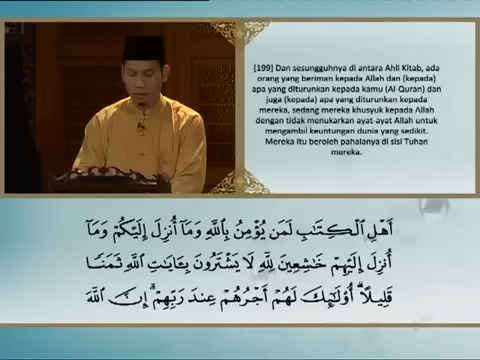 [199] Dan sesungguhnya di antara Ahli Kitab, ada
orang yang beriman kepada Allah dan (kepada)
apa yang diturunkan kepada kamu (Al-Quran) dan
juga (kepada) apa yang diturunkan kepada
mereka, sedang mereka khusyuk kepada Allah
dengan tidak menukarkan ayat-ayat Allah untuk
mengambil keuntungan dunia yang sedikit.
Mereka itu beroleh pahalanya di sisi Tuhan
mereka.
أَهْلِ ٱلْكِتَٰبِ لَمَن يُؤْمِنُ بِٱللَّهِ وَمَآ أُنزِلَ إِلَيْكُمْ وَمَآ
أُنزِلَ إِلَيْهِمْ خَٰشِعِينَ لِلَّهِ لَا يَشْتَرُونَ بِـَٔايَٰتِ ٱللَّهِ ثَمَنًا
قَلِيلًا ۗ أُو۟لَٰٓئِكَ لَهُمْ أَجْرُهُمْ عِندَ رَبِّهِمْ ۗ إِنَّ ٱللَّهَ